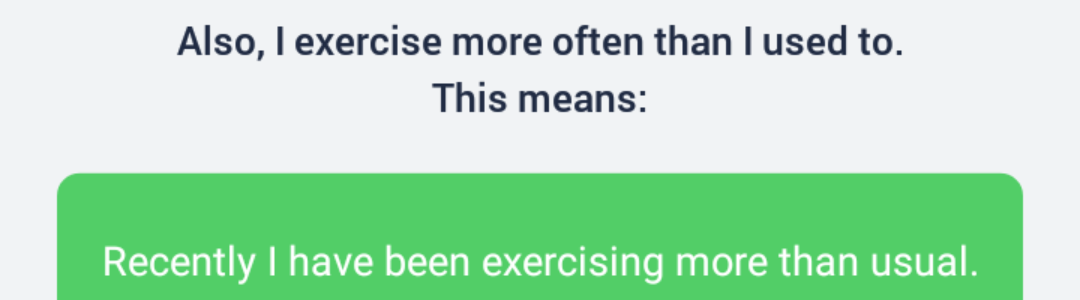 Also, I exercise more often than I used to.
This means:
Recently I have been exercising more than usual.